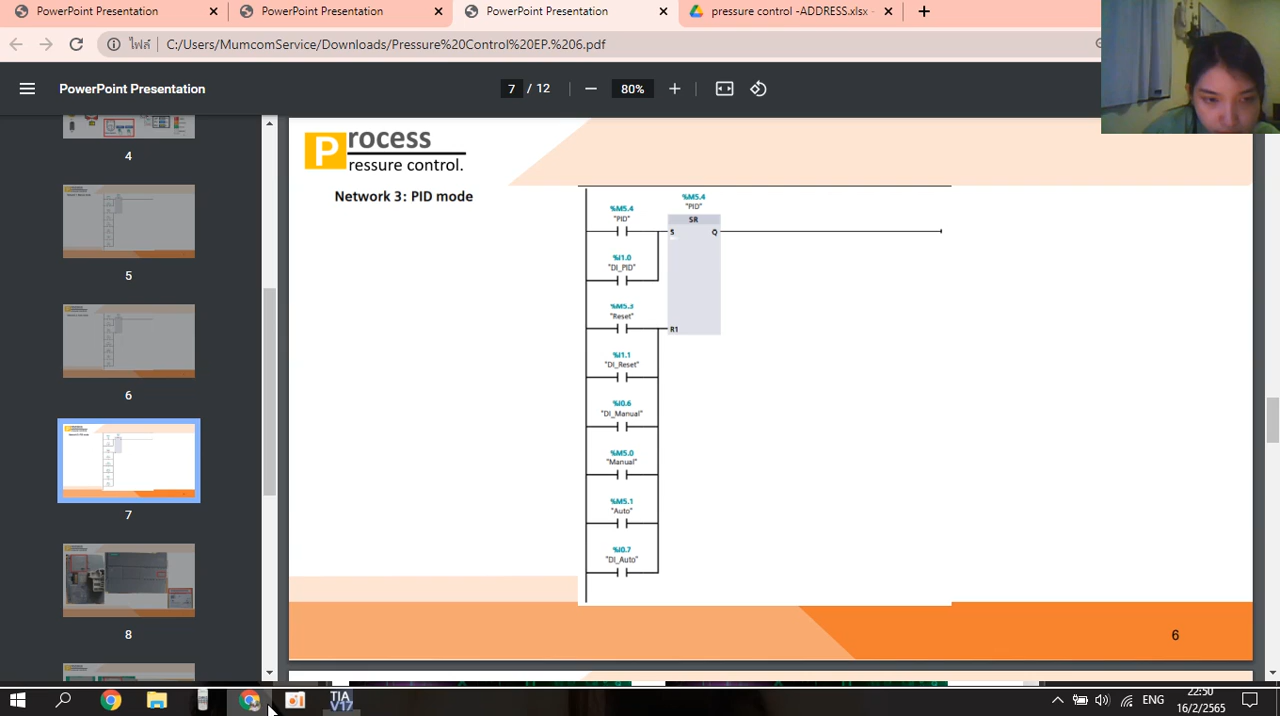 PowerPoint Presentation
PowerPoint Presentation
PowerPoint Presentation
pressure control -ADDRESS.xlsx -
ไฟล์
C:/Users/MumcomService/Downloads/Pressure%20Control%20EP.%206.pdf
PowerPoint Presentation
7 / 12
80%
4
5
6
7
8
Process
ressure control.
Network 3: PID mode
%M5.4
"PID"
%M5.4
"PID"
SR
S
Q
%I1.0
"DI_PID"
%M5.3
"Reset"
R1
%I1.1
"DI_Reset"
%I0.6
"DI_Manual"
%M5.0
"Manual"
%M5.1
"Auto"
%I0.7
"DI_Auto"
6
TIA
V17
ENG
22:50
16/2/2565